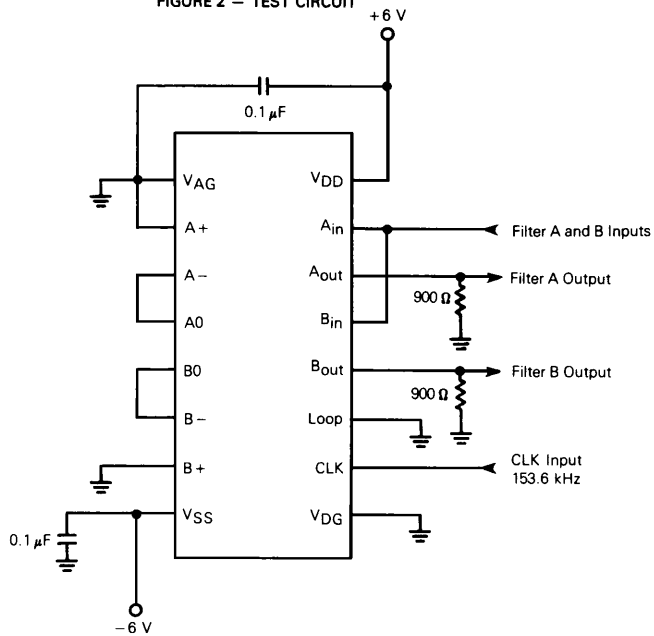 FIGURE 2 — TEST CIRCUIT
+6 V
0.1 μF
VAG
VDD
A+
Ain
Filter A and B Inputs
A−
Aout
Filter A Output
900 Ω
A0
Bin
B0
Bout
Filter B Output
900 Ω
B−
Loop
B+
CLK
CLK Input
153.6 kHz
VSS
VDG
0.1 μF
−6 V